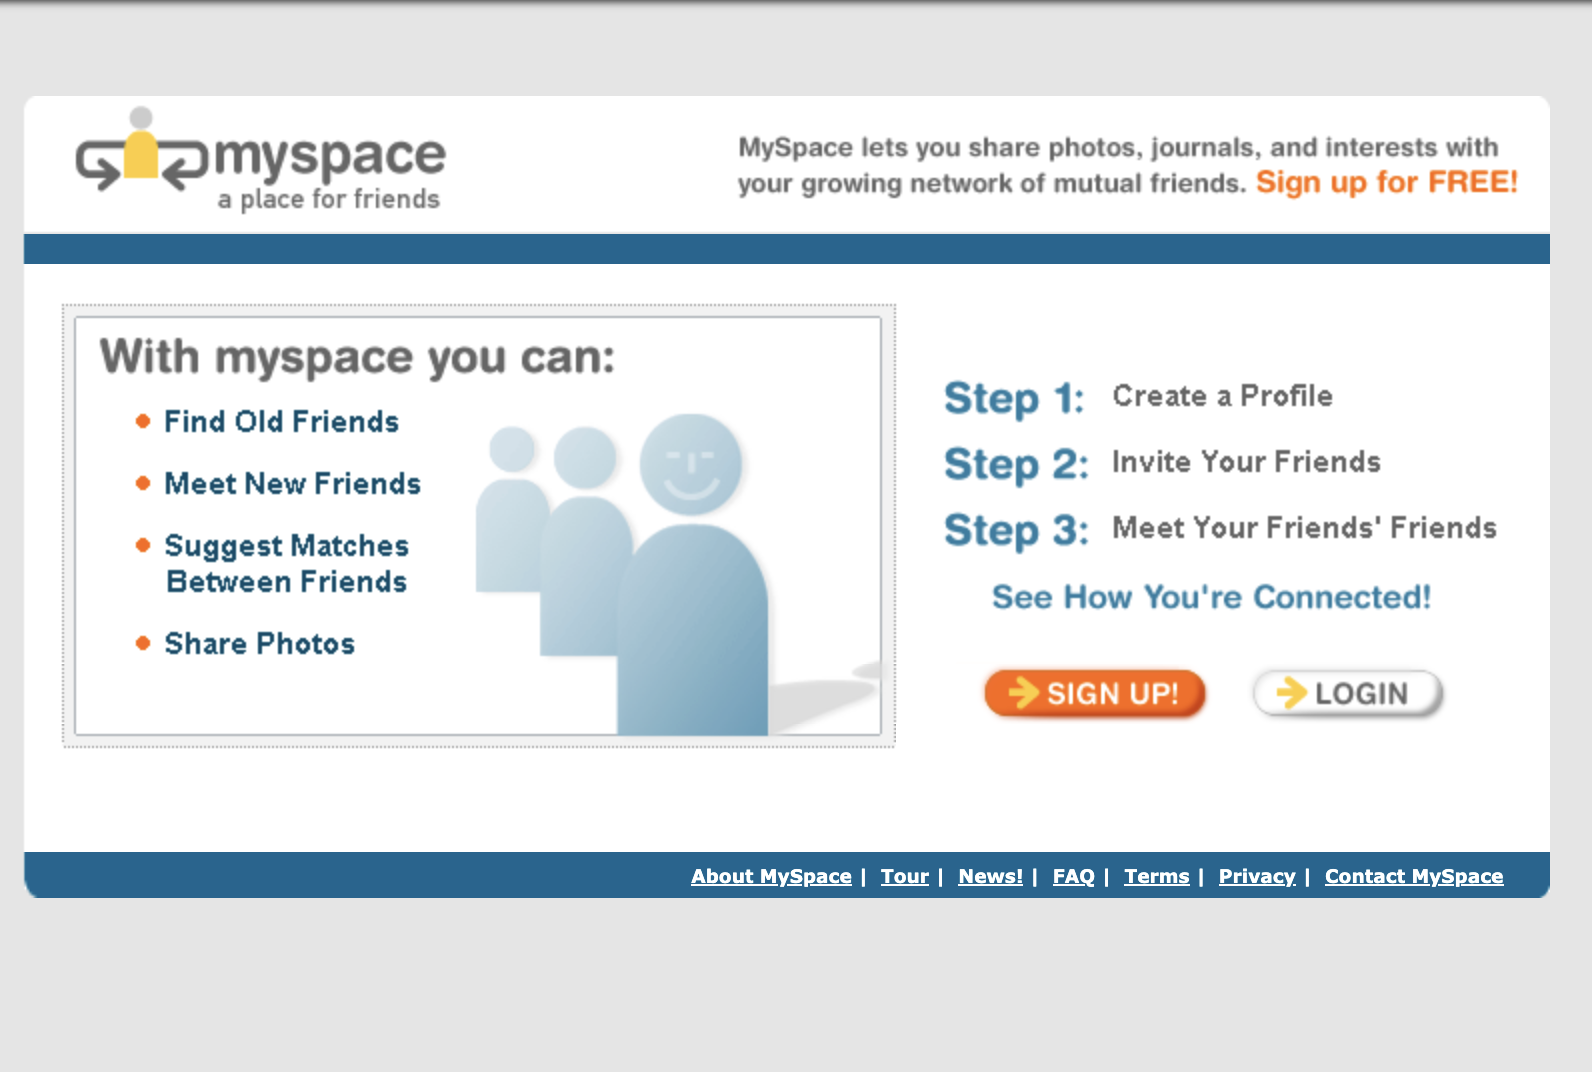 myspace
a place for friends
MySpace lets you share photos, journals, and interests with
your growing network of mutual friends. Sign up for FREE!
With myspace you can:
Find Old Friends
Meet New Friends
Suggest Matches
Between Friends
Share Photos
Step 1: Create a Profile
Step 2: Invite Your Friends
Step 3: Meet Your Friends' Friends
See How You're Connected!
SIGN UP! LOGIN
About MySpace | Tour | News! | FAQ | Terms | Privacy | Contact MySpace